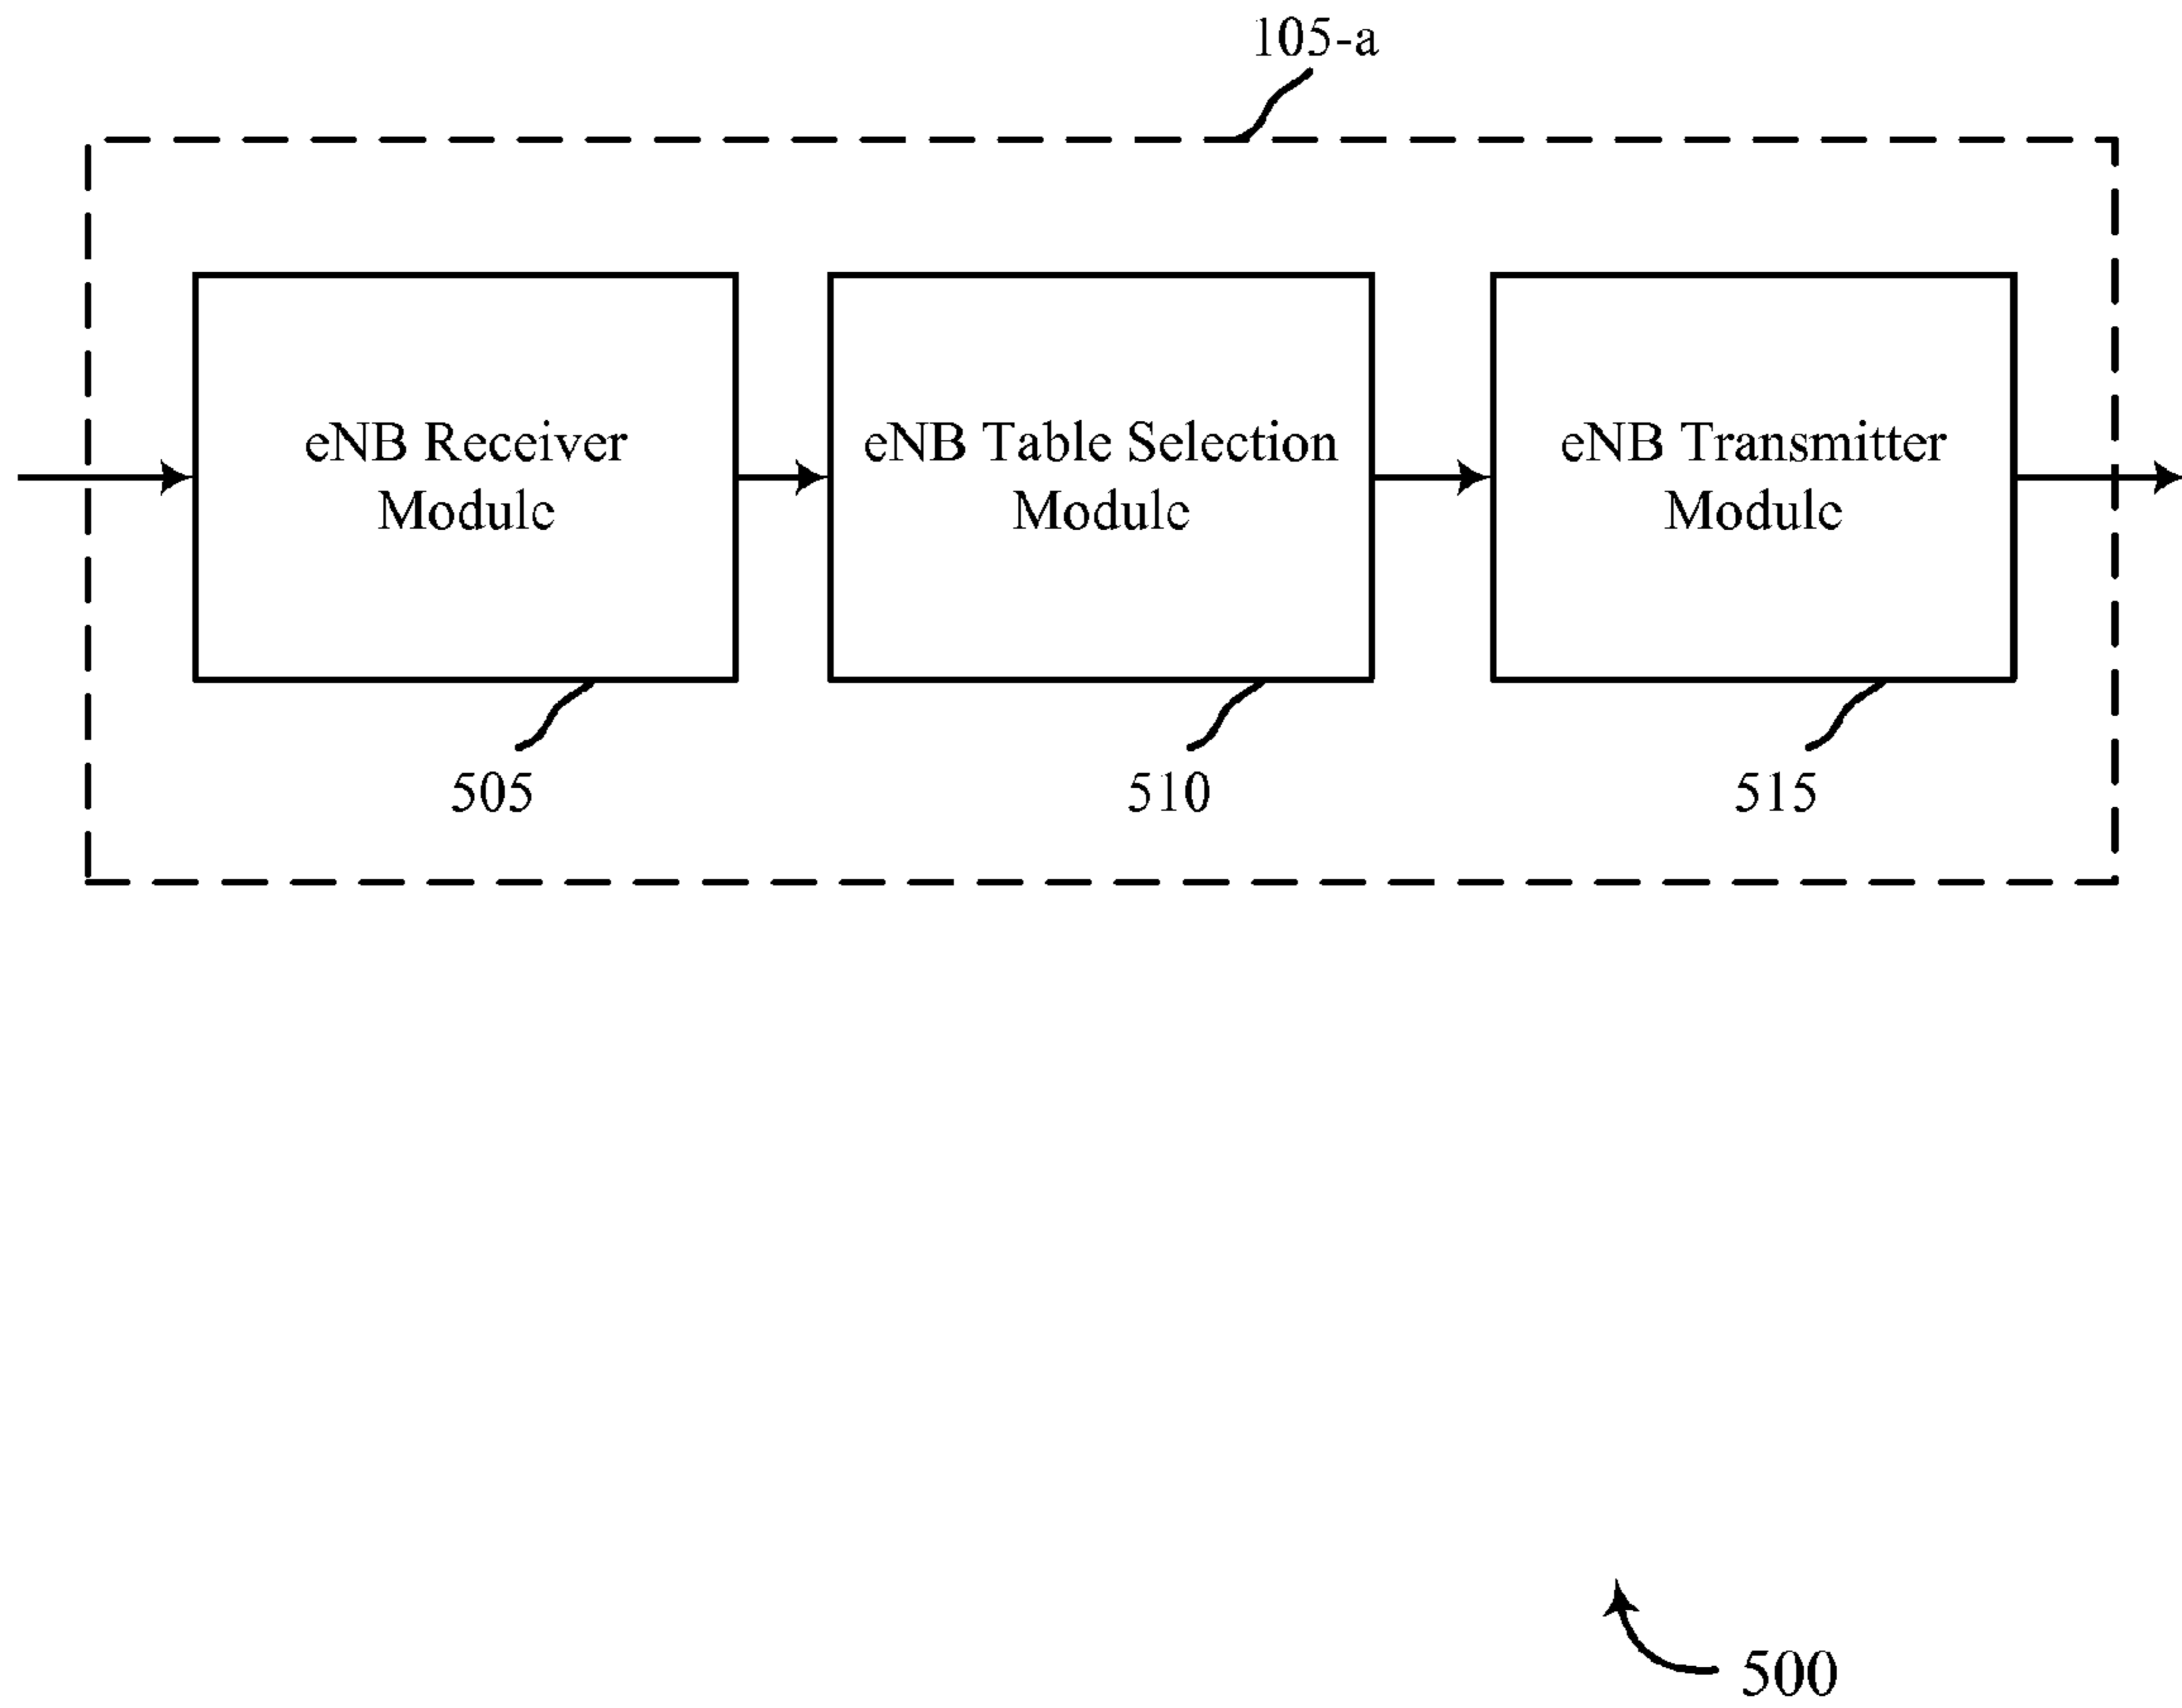 105-a
eNB Receiver
Module
eNB Table Selection
Module
eNB Transmitter
Module
505
510
515
500